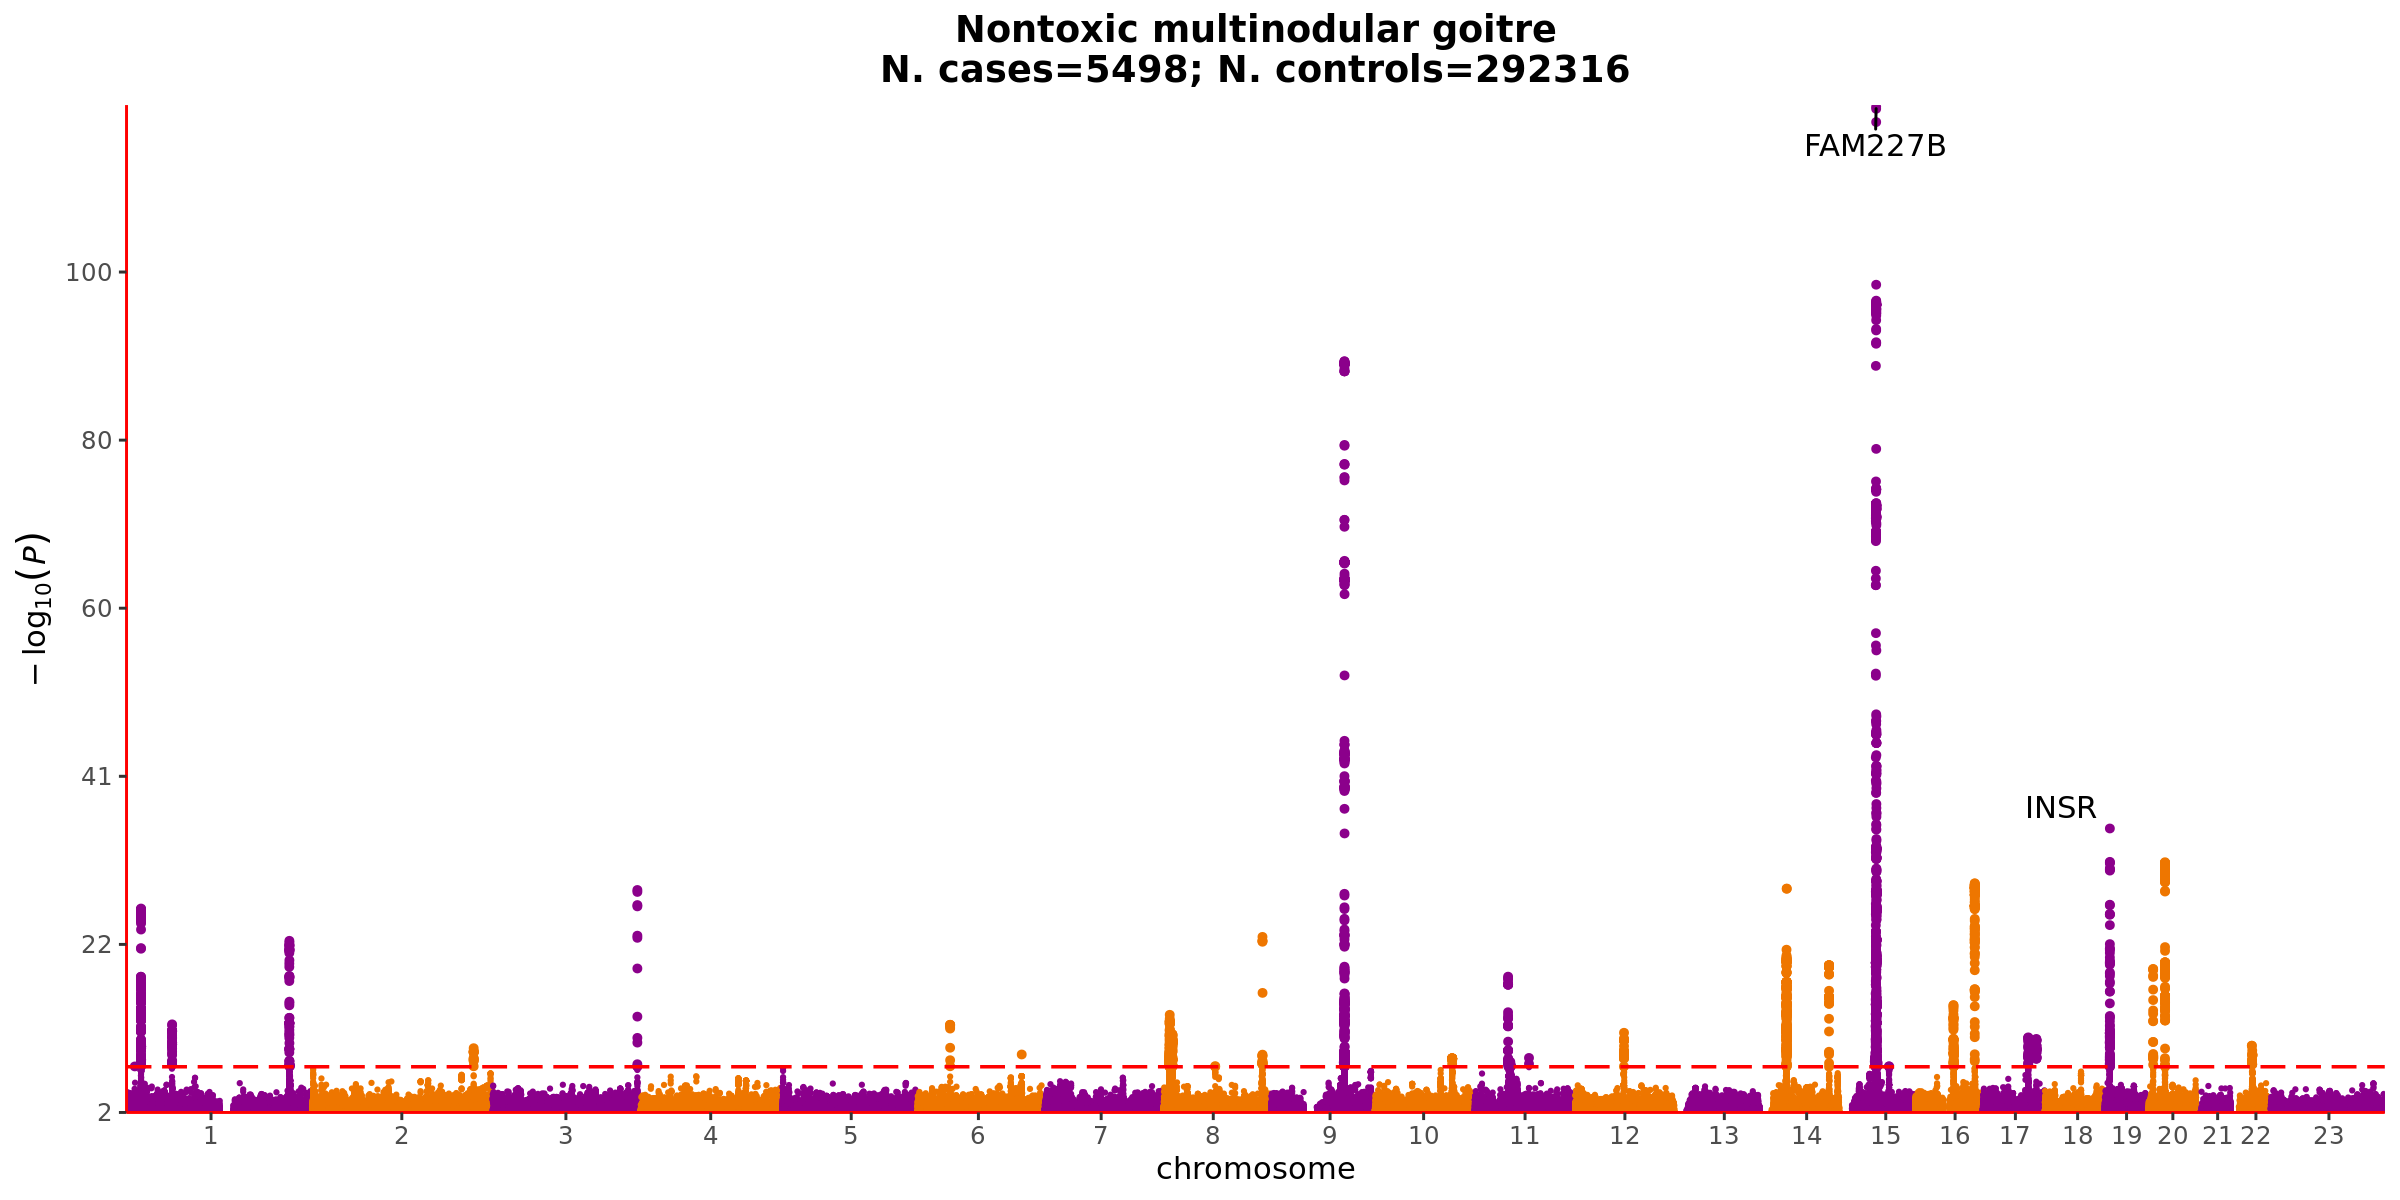 Nontoxic multinodular goitre
N. cases=5498; N. controls=292316
FAM227B
INSR
100
80
60
41
22
2
−log₁₀(P)
1 2 3 4 5 6 7 8 9 10 11 12 13 14 15 16 17 18 19 20 21 22 23
chromosome